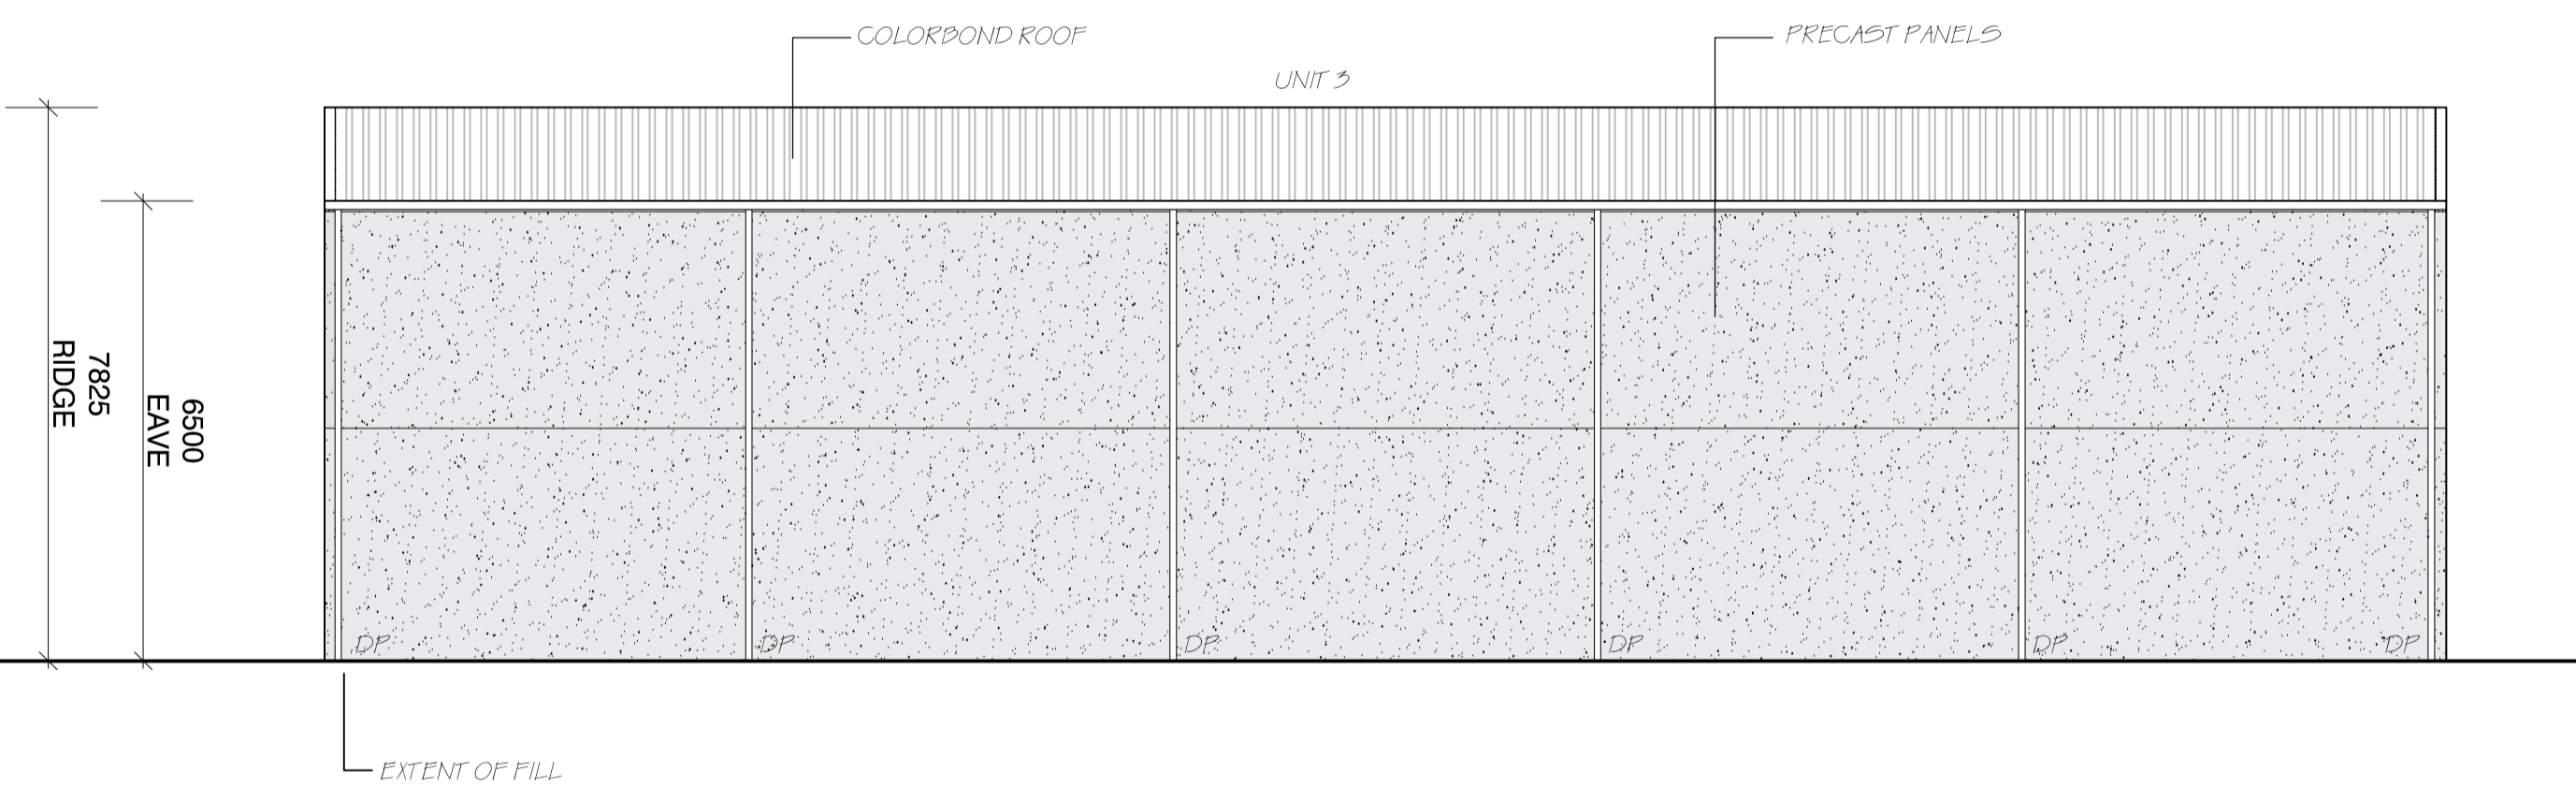 COLORBOND ROOF
PRECAST PANELS
UNIT 3
7825
RIDGE
6500
EAVE
DP
DP
DP
DP
DP
DP
EXTENT OF FILL